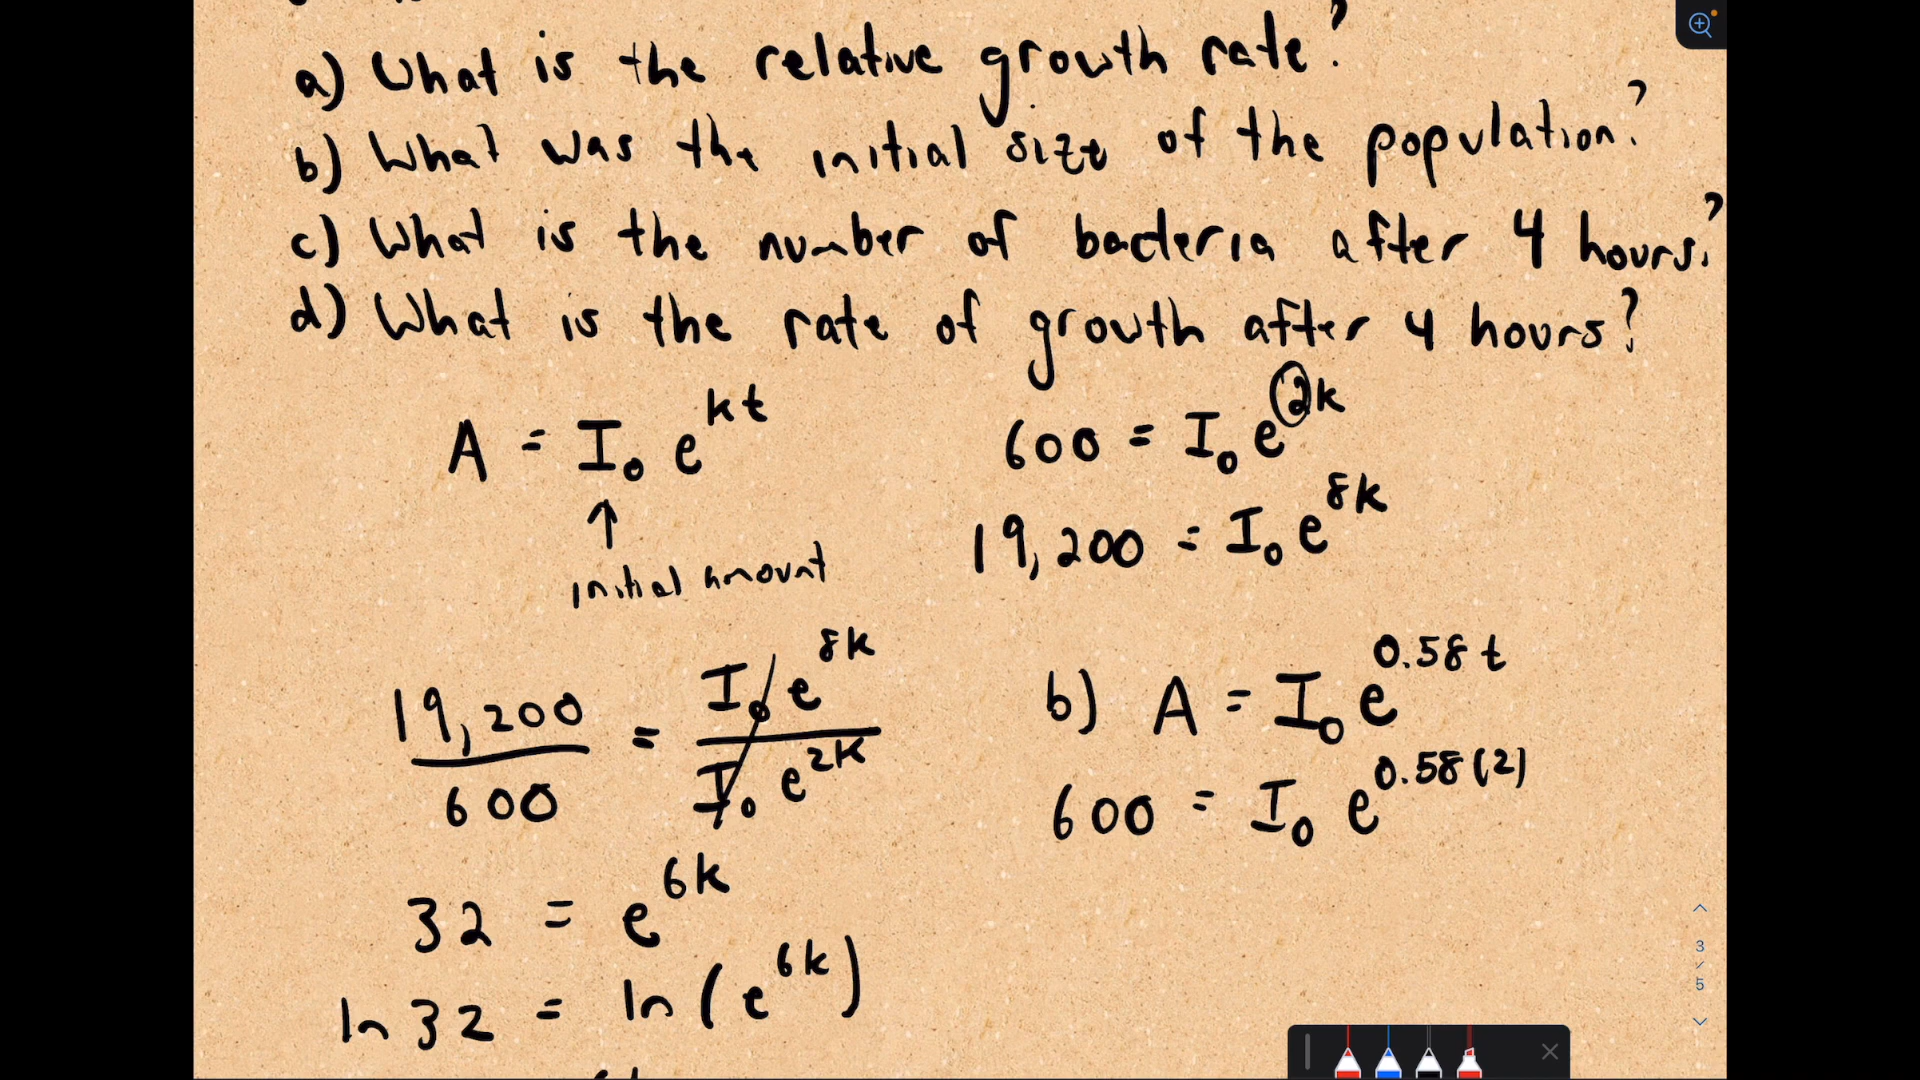 a) What is the relative growth rate?
b) What was the initial size of the population?
c) What is the number of bacteria after 4 hours?
d) What is the rate of growth after 4 hours?
A = I₀ e^kt
↑
initial amount
600 = I₀ e^2k
19,200 = I₀ e^8k
19,200 / 600 = I₀ e^8k / I₀ e^2k
32 = e^6k
ln 32 = ln (e^6k)
b) A = I₀ e^0.58t
600 = I₀ e^0.58(2)
3
/
5